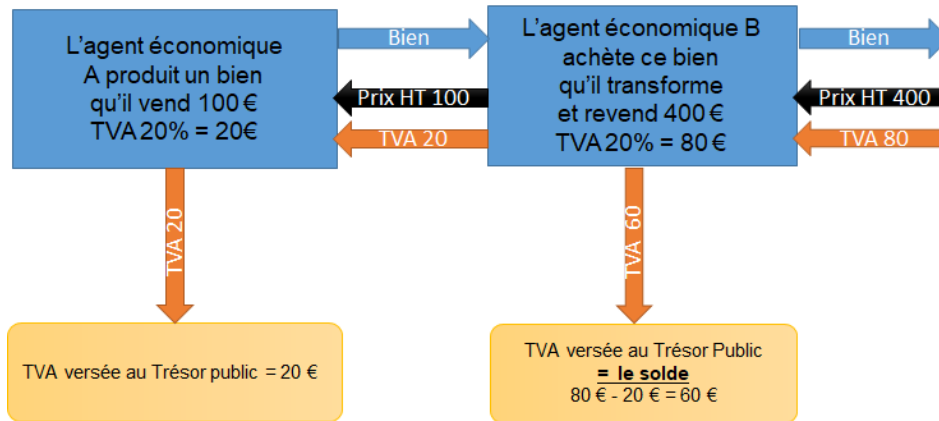 L'agent économique
A produit un bien
qu'il vend 100 €
TVA 20% = 20€
Bien
Prix HT 100
TVA 20
L'agent économique B
achète ce bien
qu'il transforme
et revend 400 €
TVA 20% = 80 €
Bien
Prix HT 400
TVA 80
TVA 20
TVA 60
TVA versée au Trésor public = 20 €
TVA versée au Trésor Public
= le solde
80 € - 20 € = 60 €